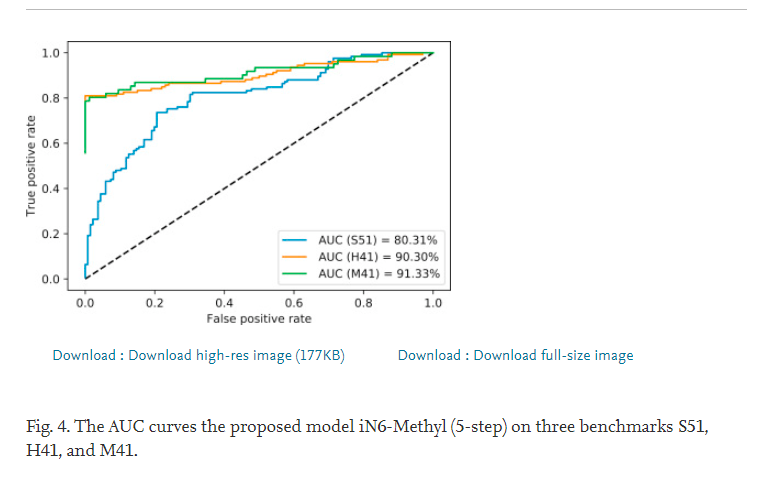 1.0
0.8
0.6
0.4
0.2
0.0
True positive rate
AUC (S51) = 80.31%
AUC (H41) = 90.30%
AUC (M41) = 91.33%
0.0 0.2 0.4 0.6 0.8 1.0
False positive rate
Download : Download high-res image (177KB) Download : Download full-size image
Fig. 4. The AUC curves the proposed model iN6-Methyl (5-step) on three benchmarks S51,
H41, and M41.